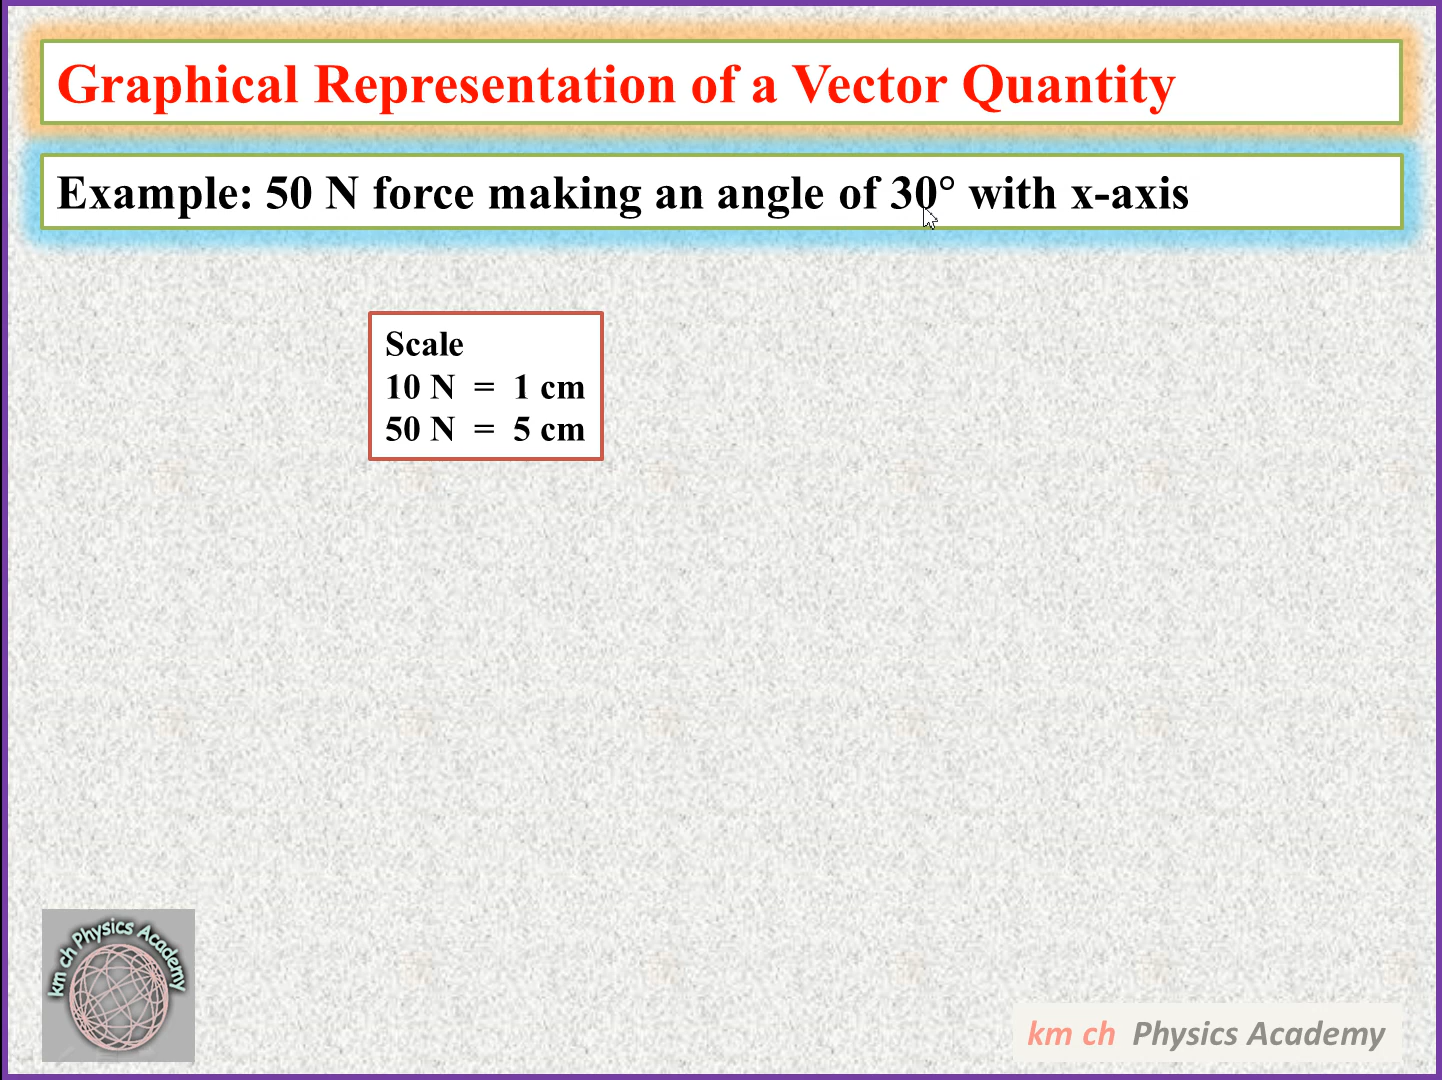 Graphical Representation of a Vector Quantity
Example: 50 N force making an angle of 30° with x-axis
Scale
10 N = 1 cm
50 N = 5 cm
km ch Physics Academy
km ch Physics Academy